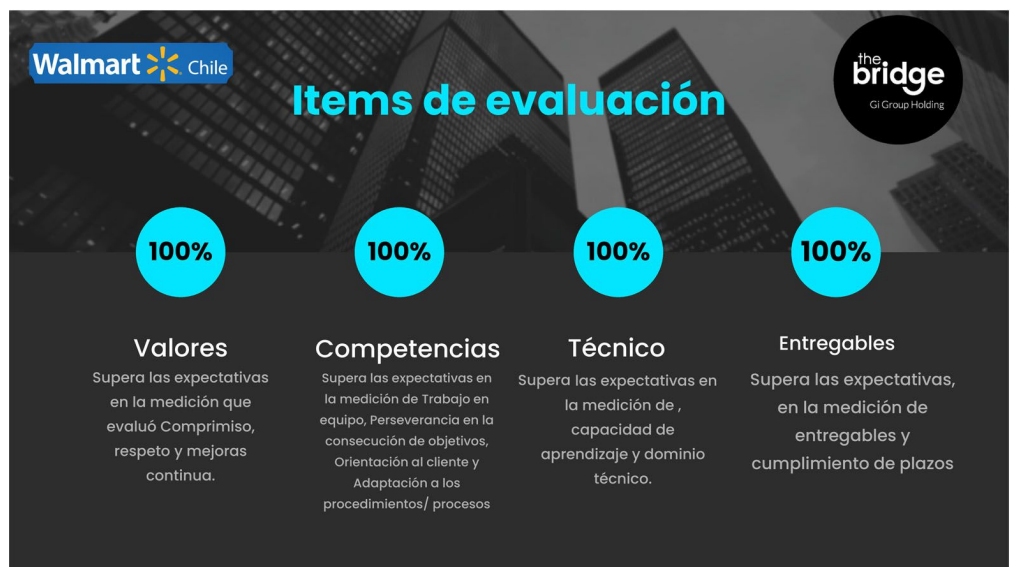 Walmart Chile
the
bridge
Gi Group Holding
Items de evaluación
100%
100%
100%
100%
Valores
Supera las expectativas
en la medición que
evaluó Comprimiso,
respeto y mejoras
continua.
Competencias
Supera las expectativas en
la medición de Trabajo en
equipo, Perseverancia en la
consecución de objetivos,
Orientación al cliente y
Adaptación a los
procedimientos/ procesos
Técnico
Supera las expectativas en
la medición de ,
capacidad de
aprendizaje y dominio
técnico.
Entregables
Supera las expectativas,
en la medición de
entregables y
cumplimiento de plazos